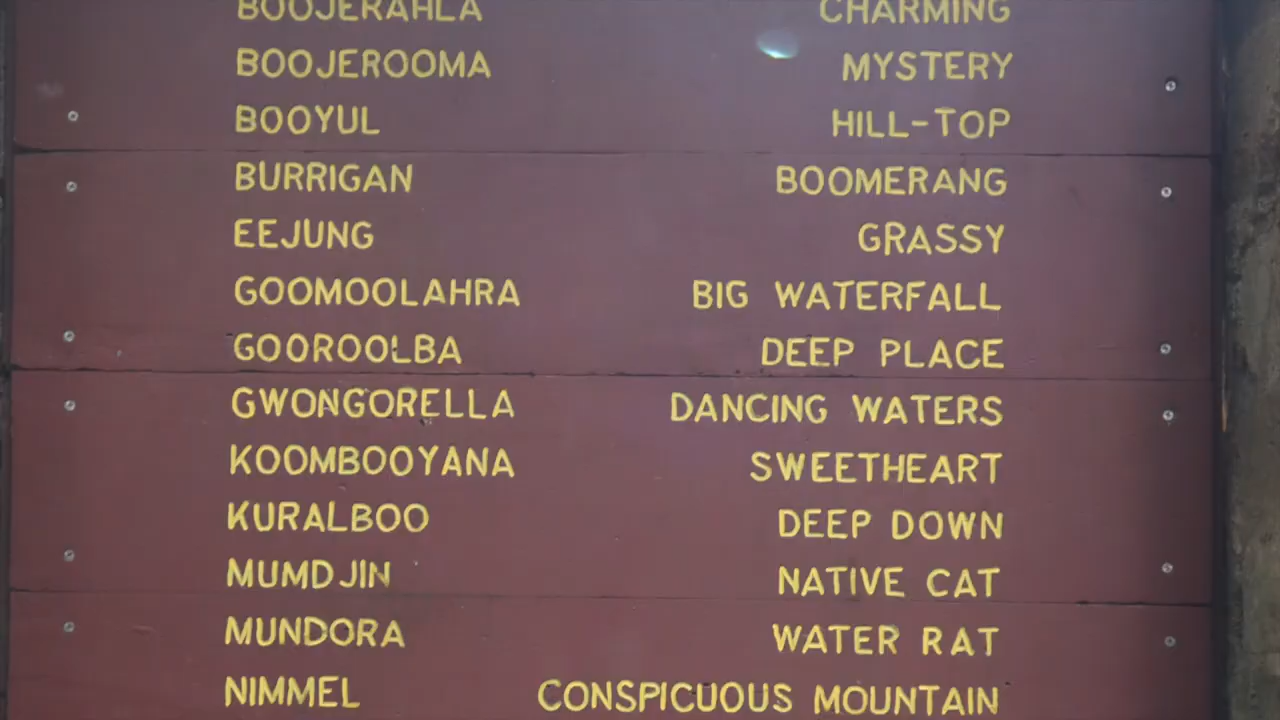 BOOJERAHLA CHARMING
BOOJEROOMA MYSTERY
BOOYUL HILL-TOP
BURRIGAN BOOMERANG
EEJUNG GRASSY
GOOMOOLAHRA BIG WATERFALL
GOOROOLBA DEEP PLACE
GWONGORELLA DANCING WATERS
KOOMBOOYANA SWEETHEART
KURALBOO DEEP DOWN
MUMDJIN NATIVE CAT
MUNDORA WATER RAT
NIMMEL CONSPICUOUS MOUNTAIN